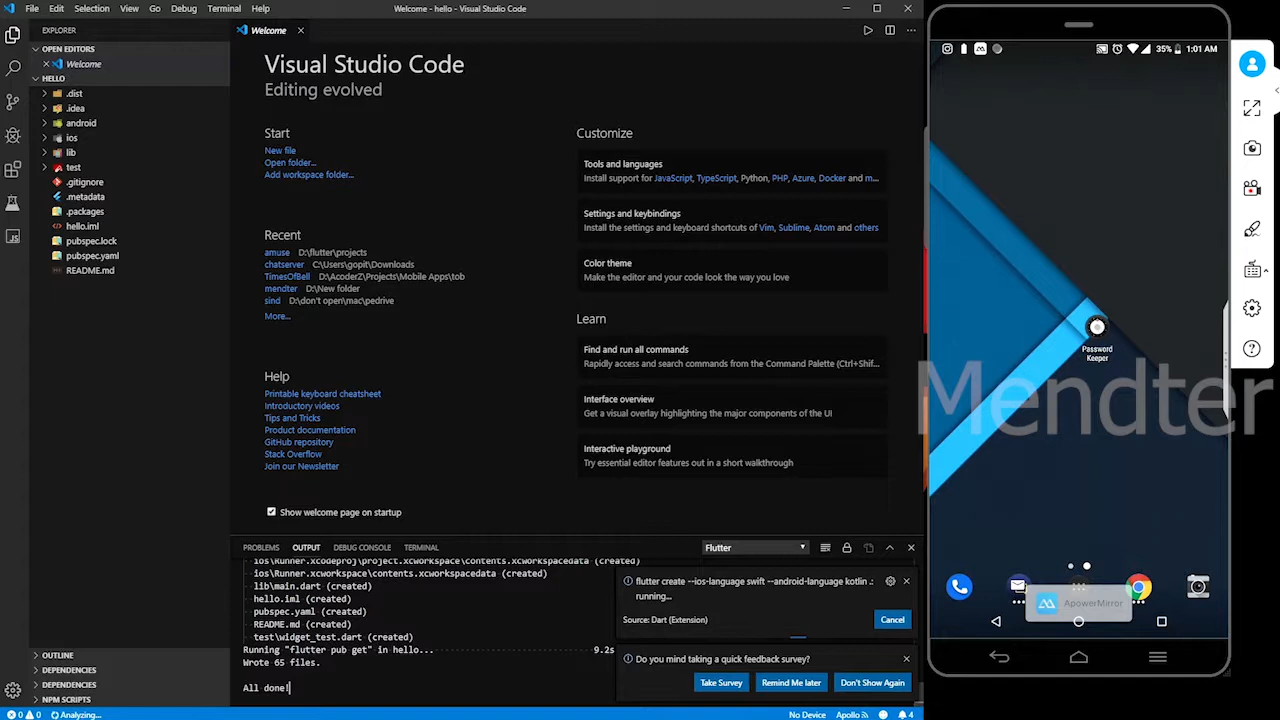 File Edit Selection View Go Debug Terminal Help
Welcome - hello - Visual Studio Code
EXPLORER
OPEN EDITORS
Welcome
HELLO
.dist
.idea
android
ios
lib
test
.gitignore
.metadata
.packages
hello.iml
pubspec.lock
pubspec.yaml
README.md
OUTLINE
DEPENDENCIES
DEPENDENCIES
NPM SCRIPTS
Welcome
Visual Studio Code
Editing evolved
Start
New file
Open folder...
Add workspace folder...
Recent
amuse D:\flutter\projects
chatserver C:\Users\gopit\Downloads
TimesOfBell D:\AcoderZ\Projects\Mobile Apps\tob
mendter D:\New folder
sind D:\don't open\mac\pedrive
More...
Help
Printable keyboard cheatsheet
Introductory videos
Tips and Tricks
Product documentation
GitHub repository
Stack Overflow
Join our Newsletter
Show welcome page on startup
Customize
Tools and languages
Install support for JavaScript, TypeScript, Python, PHP, Azure, Docker and m...
Settings and keybindings
Install the settings and keyboard shortcuts of Vim, Sublime, Atom and others
Color theme
Make the editor and your code look the way you love
Learn
Find and run all commands
Rapidly access and search commands from the Command Palette (Ctrl+Shif...
Interface overview
Get a visual overlay highlighting the major components of the UI
Interactive playground
Try essential editor features out in a short walkthrough
PROBLEMS OUTPUT DEBUG CONSOLE TERMINAL
Flutter
ios\Runner.xcodeproj\project.xcworkspace\contents.xcworkspacedata (created)
ios\Runner.xcworkspace\contents.xcworkspacedata (created)
lib\main.dart (created)
hello.iml (created)
pubspec.yaml (created)
README.md (created)
test\widget_test.dart (created)
Running "flutter pub get" in hello... 9.2s
Wrote 65 files.
All done!
flutter create --ios-language swift --android-language kotlin .:
running...
Source: Dart (Extension)
Cancel
Do you mind taking a quick feedback survey?
Take Survey
Remind Me later
Don't Show Again
0 0 Analyzing...
No Device
Apollo
4
35% 1:01 AM
Password
Keeper
Mendter
ApowerMirror